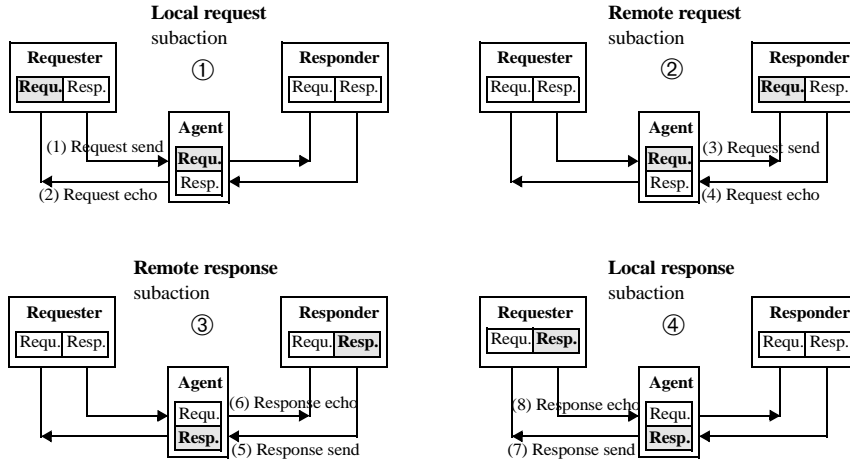 Local request
subaction
①
Requester
Requ. Resp.
Responder
Requ. Resp.
Agent
Requ.
Resp.
(1) Request send
(2) Request echo
Remote request
subaction
②
Requester
Requ. Resp.
Responder
Requ. Resp.
Agent
Requ.
Resp.
(3) Request send
(4) Request echo
Remote response
subaction
③
Requester
Requ. Resp.
Responder
Requ. Resp.
Agent
Requ.
Resp.
(6) Response echo
(5) Response send
Local response
subaction
④
Requester
Requ. Resp.
Responder
Requ. Resp.
Agent
Requ.
Resp.
(8) Response echo
(7) Response send